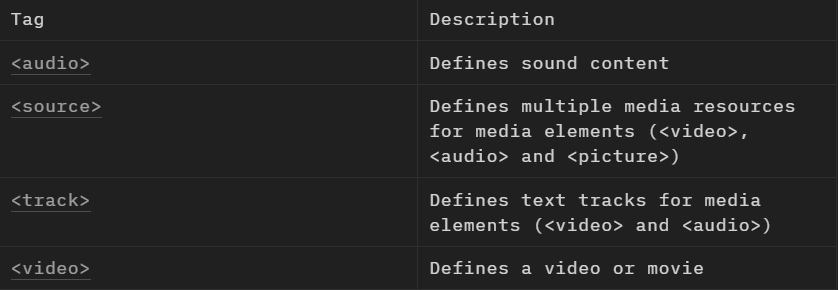 Tag Description
<audio> Defines sound content
<source> Defines multiple media resources
for media elements (<video>,
<audio> and <picture>)
<track> Defines text tracks for media
elements (<video> and <audio>)
<video> Defines a video or movie